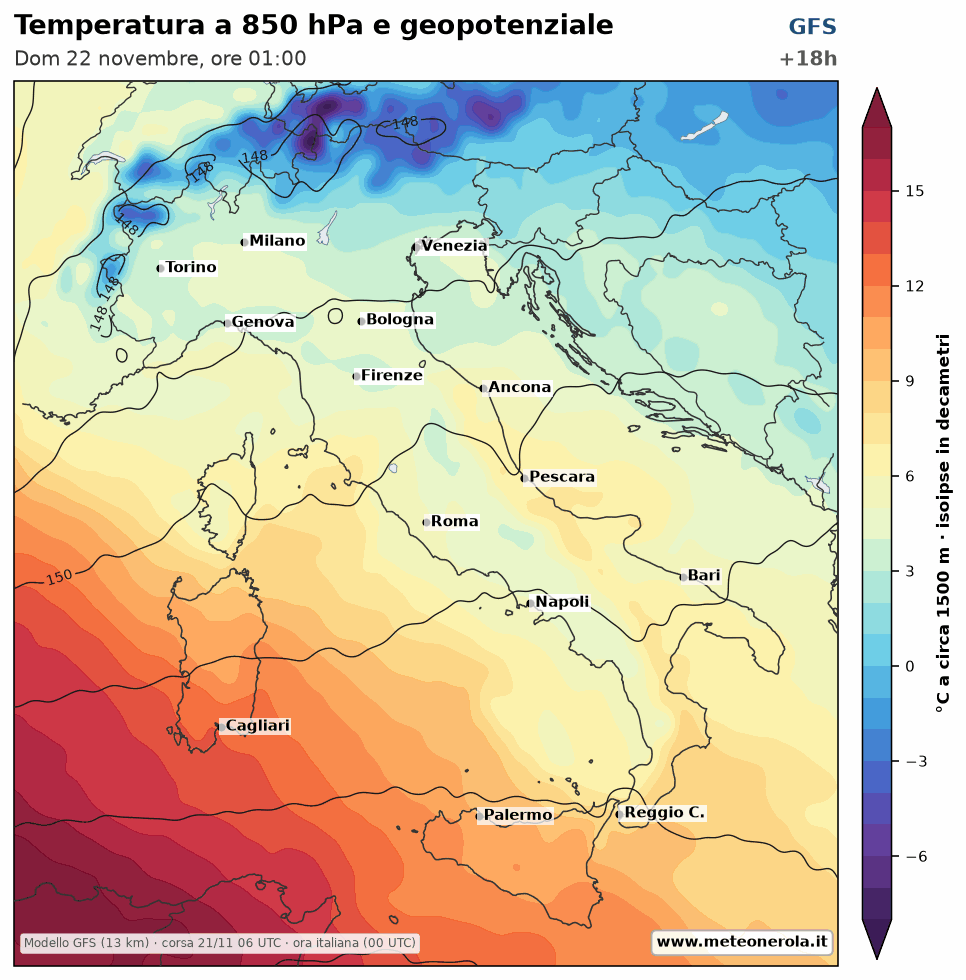 Temperatura a 850 hPa e geopotenziale
GFS
Dom 22 novembre, ore 01:00
+18h
148
148
148
148
148
148
Milano
Venezia
Torino
Genova
Bologna
Firenze
Ancona
Pescara
Roma
150
Bari
Napoli
Cagliari
Palermo
Reggio C.
15
12
9
6
3
0
−3
−6
°C a circa 1500 m · isoipse in decametri
Modello GFS (13 km) · corsa 21/11 06 UTC · ora italiana (00 UTC)
www.meteonerola.it